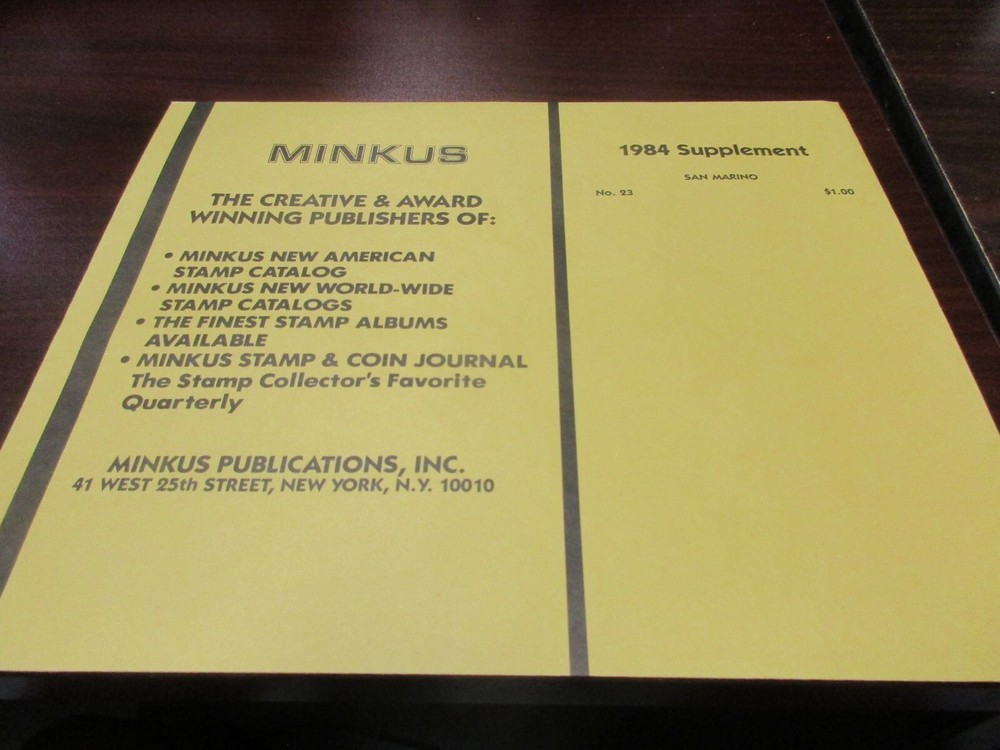 MINKUS
THE CREATIVE & AWARD
WINNING PUBLISHERS OF:
• MINKUS NEW AMERICAN
STAMP CATALOG
• MINKUS NEW WORLD-WIDE
STAMP CATALOGS
• THE FINEST STAMP ALBUMS
AVAILABLE
• MINKUS STAMP & COIN JOURNAL
The Stamp Collector's Favorite
Quarterly
MINKUS PUBLICATIONS, INC.
41 WEST 25th STREET, NEW YORK, N.Y. 10010
1984 Supplement
SAN MARINO
No. 23 $1.00